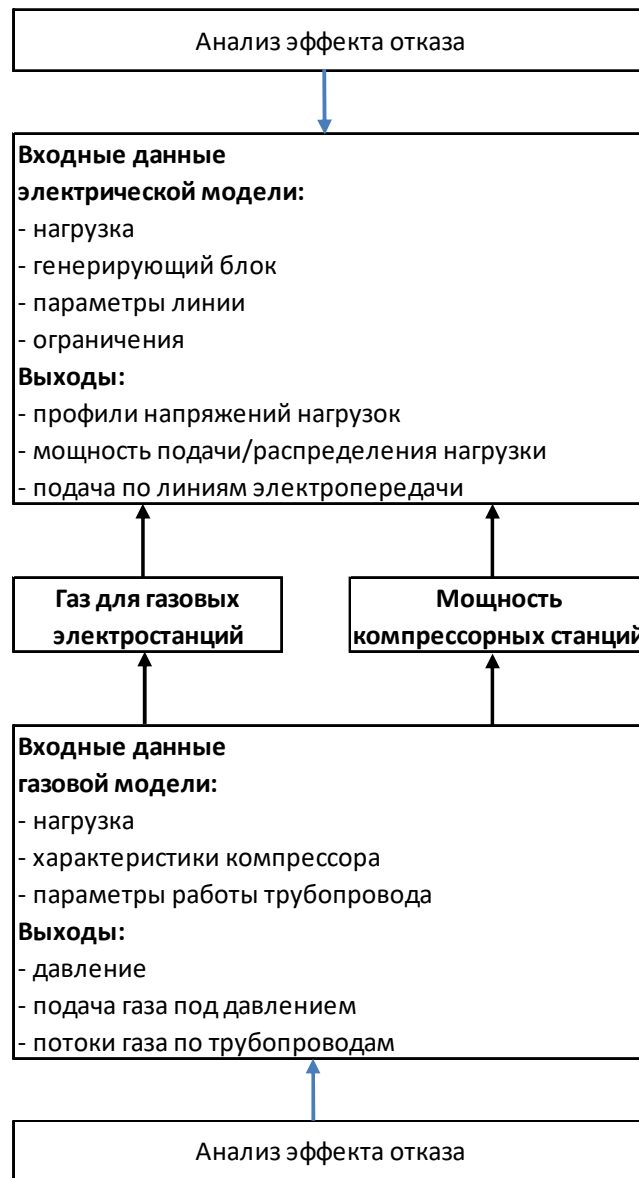 Анализ эффекта отказа
Входные данные
электрической модели:
- нагрузка
- генерирующий блок
- параметры линии
- ограничения
Выходы:
- профили напряжений нагрузок
- мощность подачи/распределения нагрузки
- подача по линиям электропередачи
Газ для газовых
электростанций
Мощность
компрессорных станций
Входные данные
газовой модели:
- нагрузка
- характеристики компрессора
- параметры работы трубопровода
Выходы:
- давление
- подача газа под давлением
- потоки газа по трубопроводам
Анализ эффекта отказа